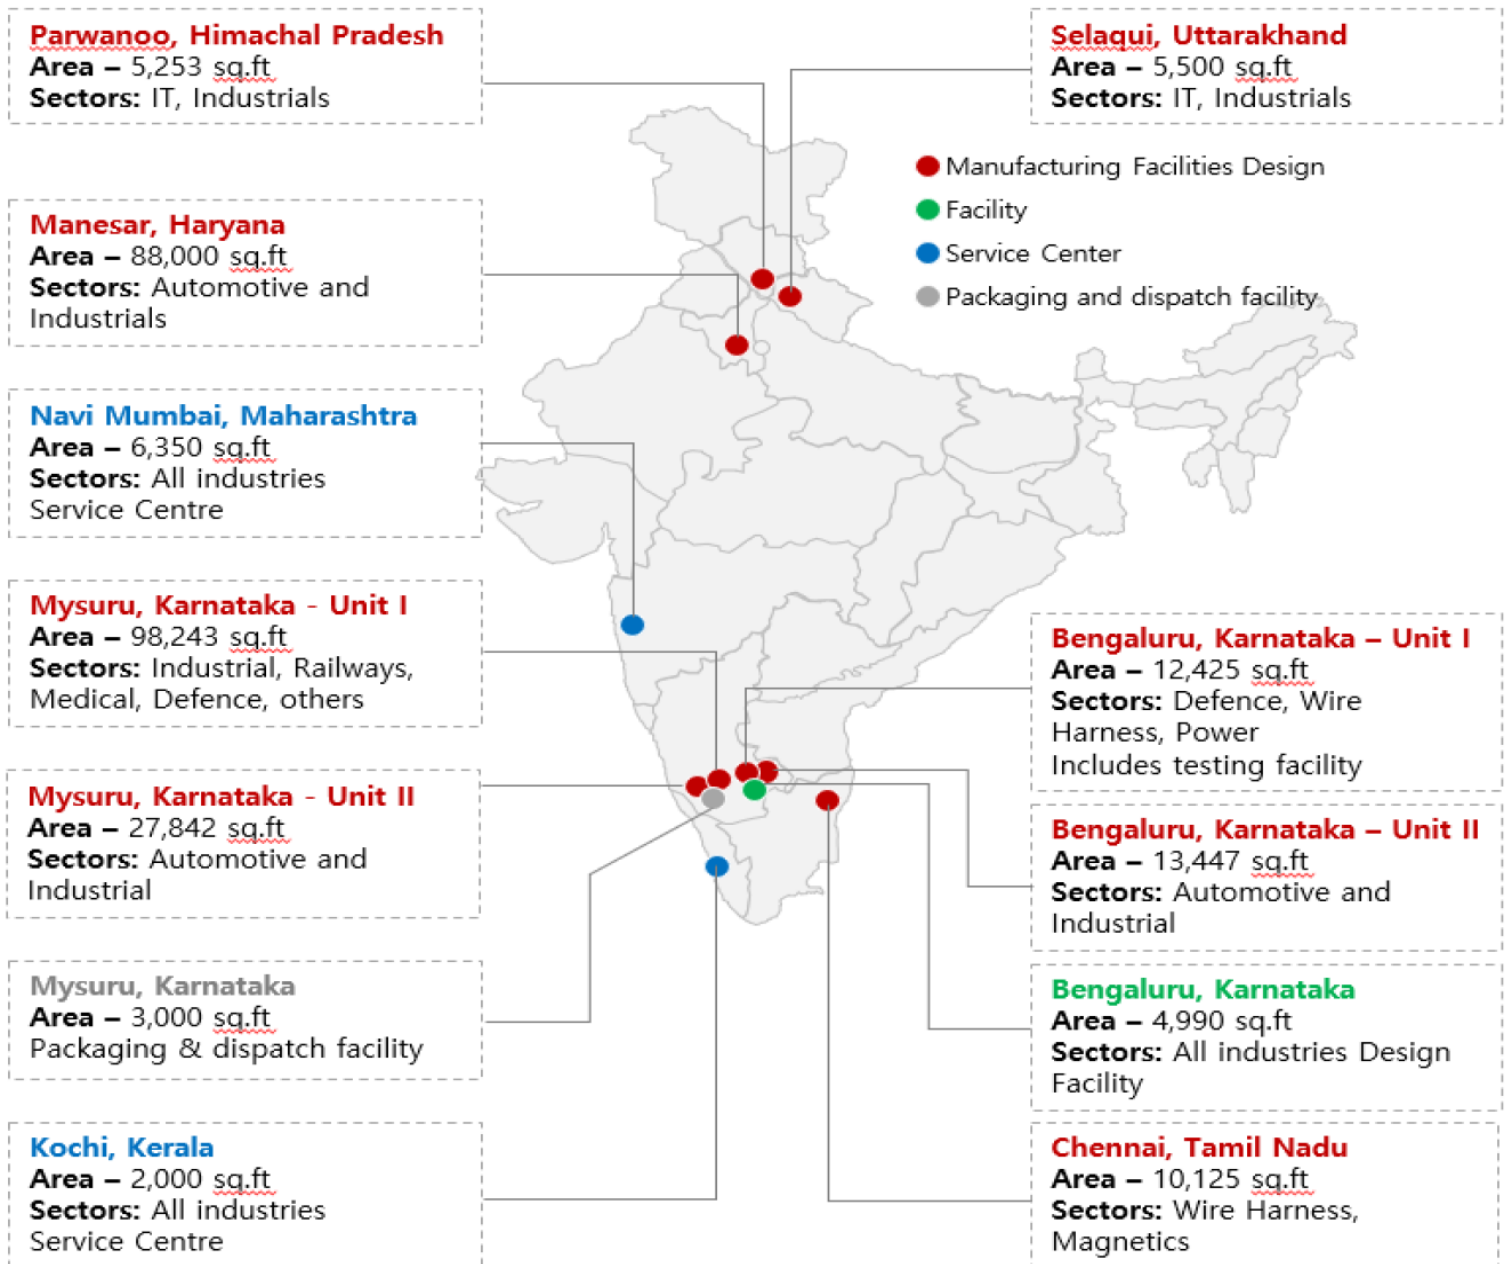 Parwanoo, Himachal Pradesh
Area – 5,253 sq.ft
Sectors: IT, Industrials
Selaqui, Uttarakhand
Area – 5,500 sq.ft
Sectors: IT, Industrials
Manufacturing Facilities Design
Facility
Service Center
Packaging and dispatch facility
Manesar, Haryana
Area – 88,000 sq.ft
Sectors: Automotive and
Industrials
Navi Mumbai, Maharashtra
Area – 6,350 sq.ft
Sectors: All industries
Service Centre
Mysuru, Karnataka - Unit I
Area – 98,243 sq.ft
Sectors: Industrial, Railways,
Medical, Defence, others
Mysuru, Karnataka - Unit II
Area – 27,842 sq.ft
Sectors: Automotive and
Industrial
Mysuru, Karnataka
Area – 3,000 sq.ft
Packaging & dispatch facility
Kochi, Kerala
Area – 2,000 sq.ft
Sectors: All industries
Service Centre
Bengaluru, Karnataka – Unit I
Area – 12,425 sq.ft
Sectors: Defence, Wire
Harness, Power
Includes testing facility
Bengaluru, Karnataka – Unit II
Area – 13,447 sq.ft
Sectors: Automotive and
Industrial
Bengaluru, Karnataka
Area – 4,990 sq.ft
Sectors: All industries Design
Facility
Chennai, Tamil Nadu
Area – 10,125 sq.ft
Sectors: Wire Harness,
Magnetics